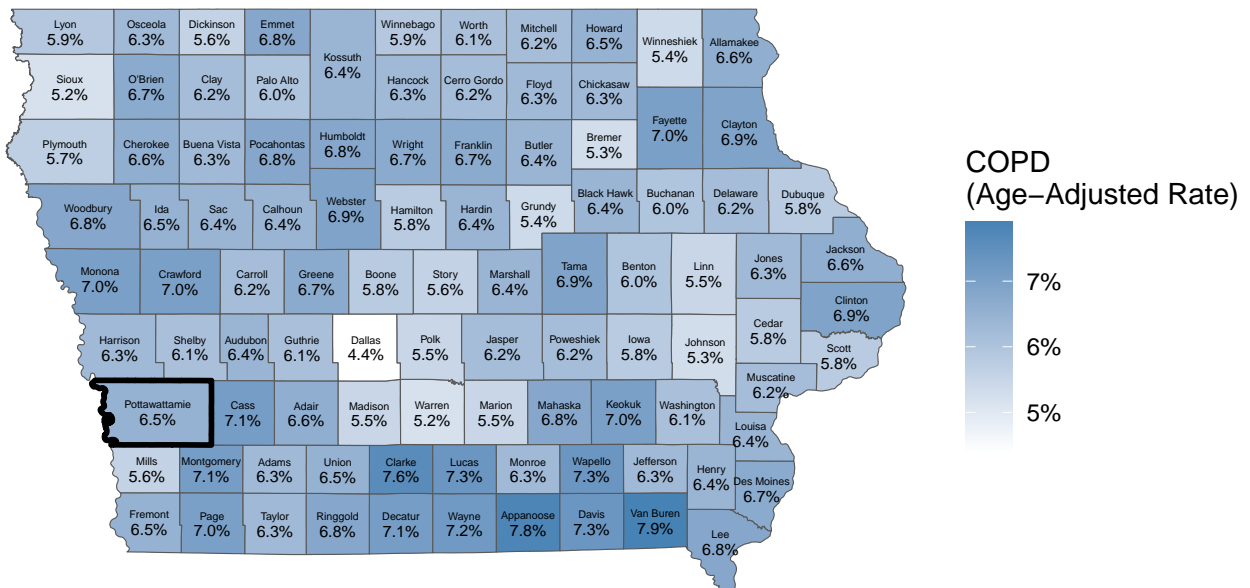 Lyon
5.9%
Osceola
6.3%
Dickinson
5.6%
Emmet
6.8%
Kossuth
6.4%
Winnebago
5.9%
Worth
6.1%
Mitchell
6.2%
Howard
6.5%
Winneshiek
5.4%
Allamakee
6.6%
Sioux
5.2%
O'Brien
6.7%
Clay
6.2%
Palo Alto
6.0%
Hancock
6.3%
Cerro Gordo
6.2%
Floyd
6.3%
Chickasaw
6.3%
Fayette
7.0%
Clayton
6.9%
Plymouth
5.7%
Cherokee
6.6%
Buena Vista
6.3%
Pocahontas
6.8%
Humboldt
6.8%
Wright
6.7%
Franklin
6.7%
Butler
6.4%
Bremer
5.3%
Woodbury
6.8%
Ida
6.5%
Sac
6.4%
Calhoun
6.4%
Webster
6.9%
Hamilton
5.8%
Hardin
6.4%
Grundy
5.4%
Black Hawk
6.4%
Buchanan
6.0%
Delaware
6.2%
Dubuque
5.8%
Monona
7.0%
Crawford
7.0%
Carroll
6.2%
Greene
6.7%
Boone
5.8%
Story
5.6%
Marshall
6.4%
Tama
6.9%
Benton
6.0%
Linn
5.5%
Jones
6.3%
Jackson
6.6%
Clinton
6.9%
Harrison
6.3%
Shelby
6.1%
Audubon
6.4%
Guthrie
6.1%
Dallas
4.4%
Polk
5.5%
Jasper
6.2%
Poweshiek
6.2%
Iowa
5.8%
Johnson
5.3%
Cedar
5.8%
Scott
5.8%
Muscatine
6.2%
Pottawattamie
6.5%
Cass
7.1%
Adair
6.6%
Madison
5.5%
Warren
5.2%
Marion
5.5%
Mahaska
6.8%
Keokuk
7.0%
Washington
6.1%
Louisa
6.4%
Mills
5.6%
Montgomery
7.1%
Adams
6.3%
Union
6.5%
Clarke
7.6%
Lucas
7.3%
Monroe
6.3%
Wapello
7.3%
Jefferson
6.3%
Henry
6.4%
Des Moines
6.7%
Fremont
6.5%
Page
7.0%
Taylor
6.3%
Ringgold
6.8%
Decatur
7.1%
Wayne
7.2%
Appanoose
7.8%
Davis
7.3%
Van Buren
7.9%
Lee
6.8%
COPD
(Age−Adjusted Rate)
7%
6%
5%